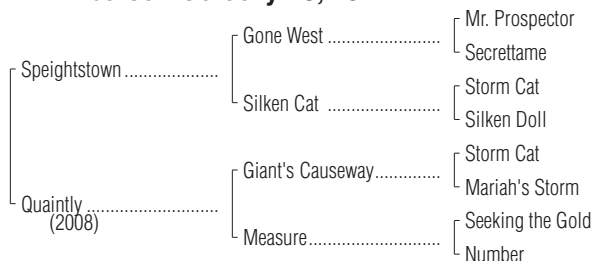 Mr. Prospector
Gone West
Secrettame
Speightstown
Storm Cat
Silken Cat
Silken Doll
Storm Cat
Giant's Causeway
Mariah's Storm
Quaintly
(2008)
Seeking the Gold
Measure
Number